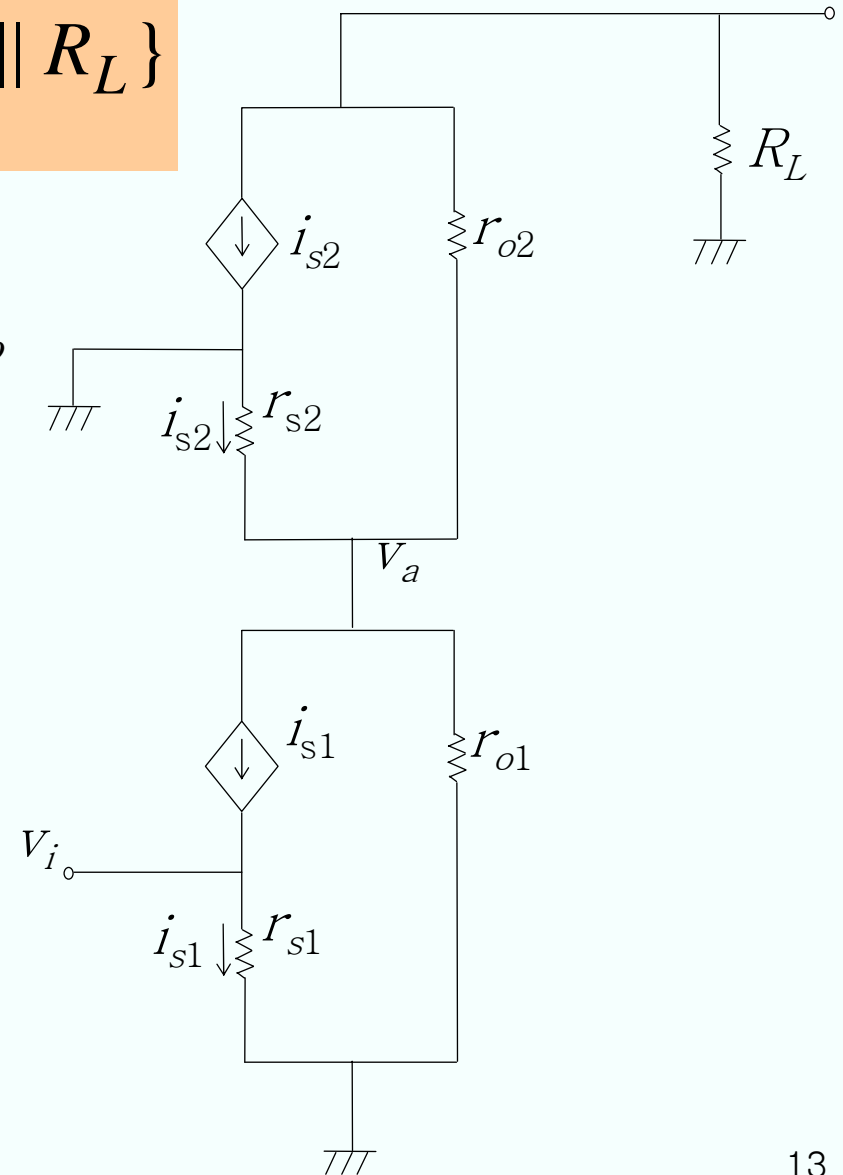 || R_L }
R_L
i_s2
r_o2
i_s2
r_s2
v_a
i_s1
r_o1
v_i
i_s1
r_s1
13